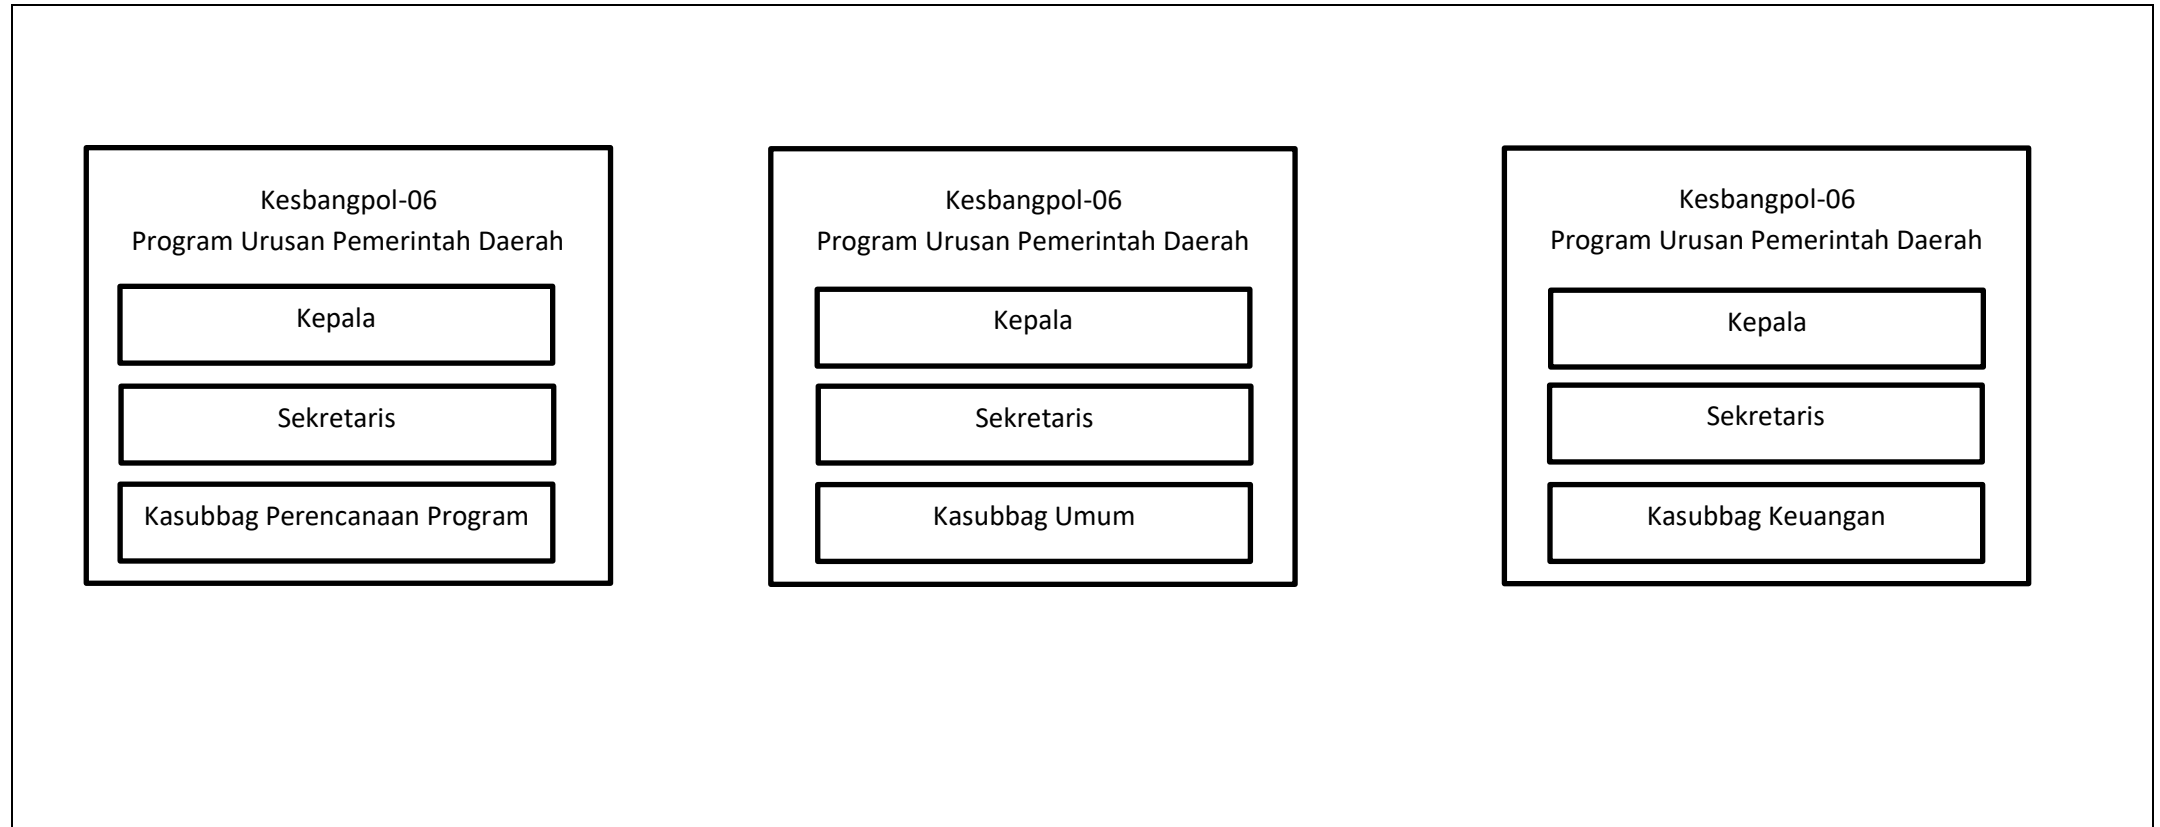 Kesbangpol-06
Program Urusan Pemerintah Daerah
Kepala
Sekretaris
Kasubbag Perencanaan Program
Kesbangpol-06
Program Urusan Pemerintah Daerah
Kepala
Sekretaris
Kasubbag Umum
Kesbangpol-06
Program Urusan Pemerintah Daerah
Kepala
Sekretaris
Kasubbag Keuangan